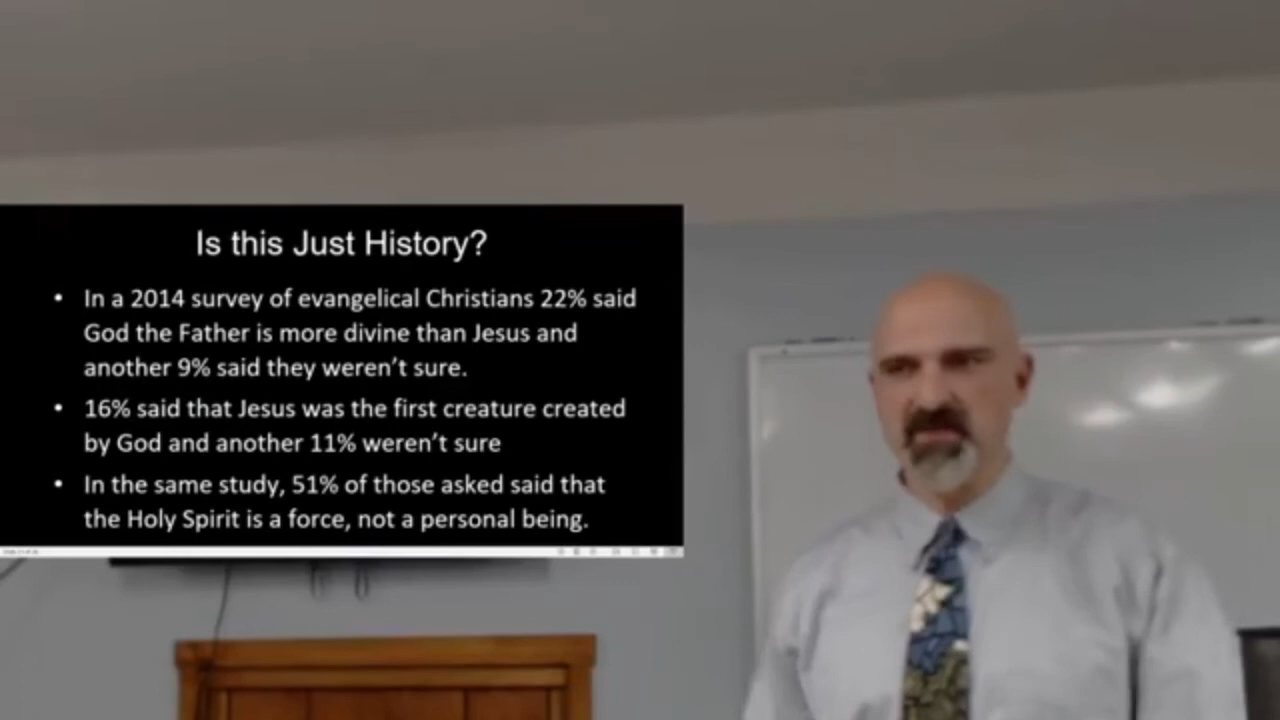 Is this Just History?
• In a 2014 survey of evangelical Christians 22% said
God the Father is more divine than Jesus and
another 9% said they weren't sure.
• 16% said that Jesus was the first creature created
by God and another 11% weren't sure
• In the same study, 51% of those asked said that
the Holy Spirit is a force, not a personal being.